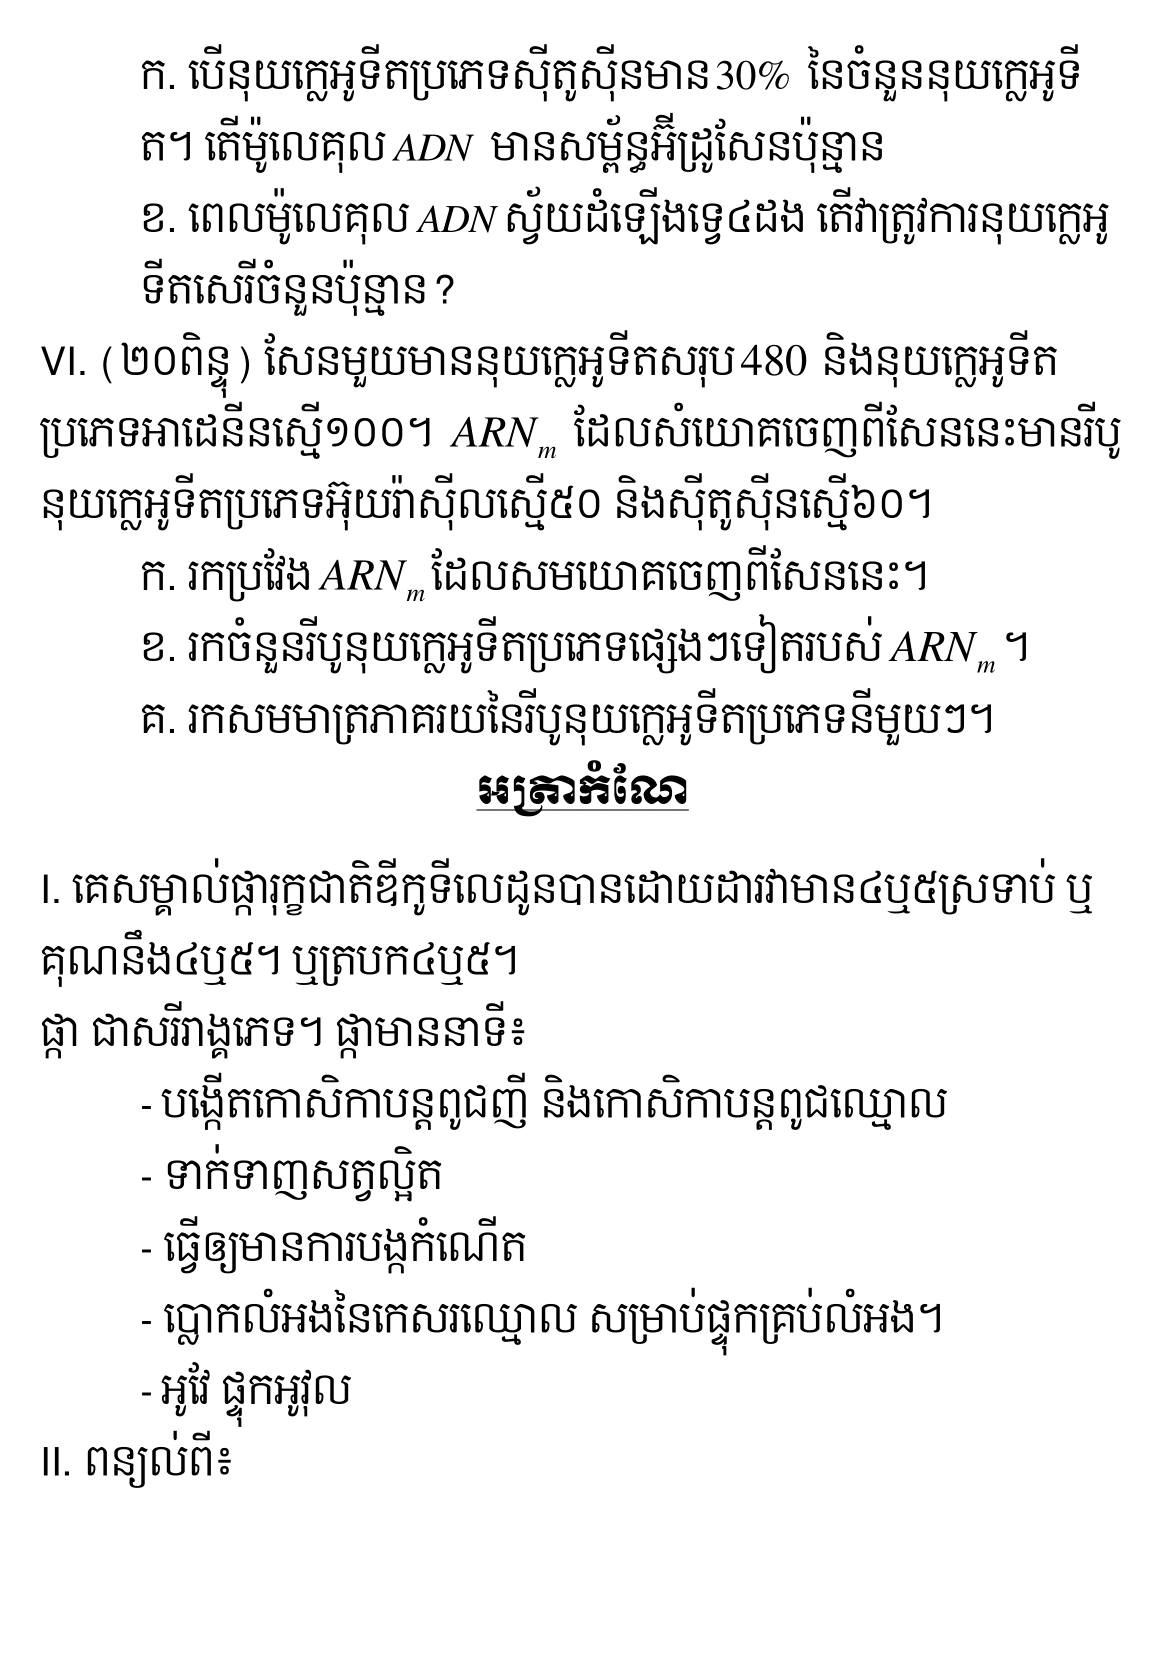 ក. បើនុយក្លេអូទីតប្រភេទស៊ីតូស៊ីនមាន 30% នៃចំនួននុយក្លេអូទី
ត។ តើម៉ូលេគុល ADN មានសម្ព័ន្ធអ៊ីដ្រូសែនប៉ុន្មាន
ខ. ពេលម៉ូលេគុល ADN ស្វ័យដំឡើងទ្វេ៤ដង តើវាត្រូវការនុយក្លេអូ
ទីតសេរីចំនួនប៉ុន្មាន?
VI. (២០ពិន្ទុ) សែនមួយមាននុយក្លេអូទីតសរុប 480 និងនុយក្លេអូទីត
ប្រភេទអាដេនីនស្មើ១០០។ ARNm ដែលសំយោគចេញពីសែននេះមានរីបូ
នុយក្លេអូទីតប្រភេទអ៊ុយរ៉ាស៊ីលស្មើ៥០ និងស៊ីតូស៊ីនស្មើ៦០។
ក. រកប្រវែង ARNm ដែលសមយោគចេញពីសែននេះ។
ខ. រកចំនួនរីបូនុយក្លេអូទីតប្រភេទផ្សេងៗទៀតរបស់ ARNm ។
គ. រកសមមាត្រភាគរយនៃរីបូនុយក្លេអូទីតប្រភេទនីមួយៗ។
អត្រាកំណែ
I. គេសម្គាល់ផ្ការុក្ខជាតិឌីកូទីលេដូនបានដោយដារវាមាន៤ឬ៥ស្រទាប់ ឬ
គុណនឹង៤ឬ៥។ ឬត្របក៤ឬ៥។
ផ្កា ជាសរីរាង្គភេទ។ ផ្កាមាននាទី៖
- បង្កើតកោសិកាបន្តពូជញី និងកោសិកាបន្តពូជឈ្មោល
- ទាក់ទាញសត្វល្អិត
- ធ្វើឲ្យមានការបង្កកំណើត
- ប្លោកលំអងនៃកេសរឈ្មោល សម្រាប់ផ្ទុកគ្រប់លំអង។
- អូវែ ផ្ទុកអូវុល
II. ពន្យល់ពី៖